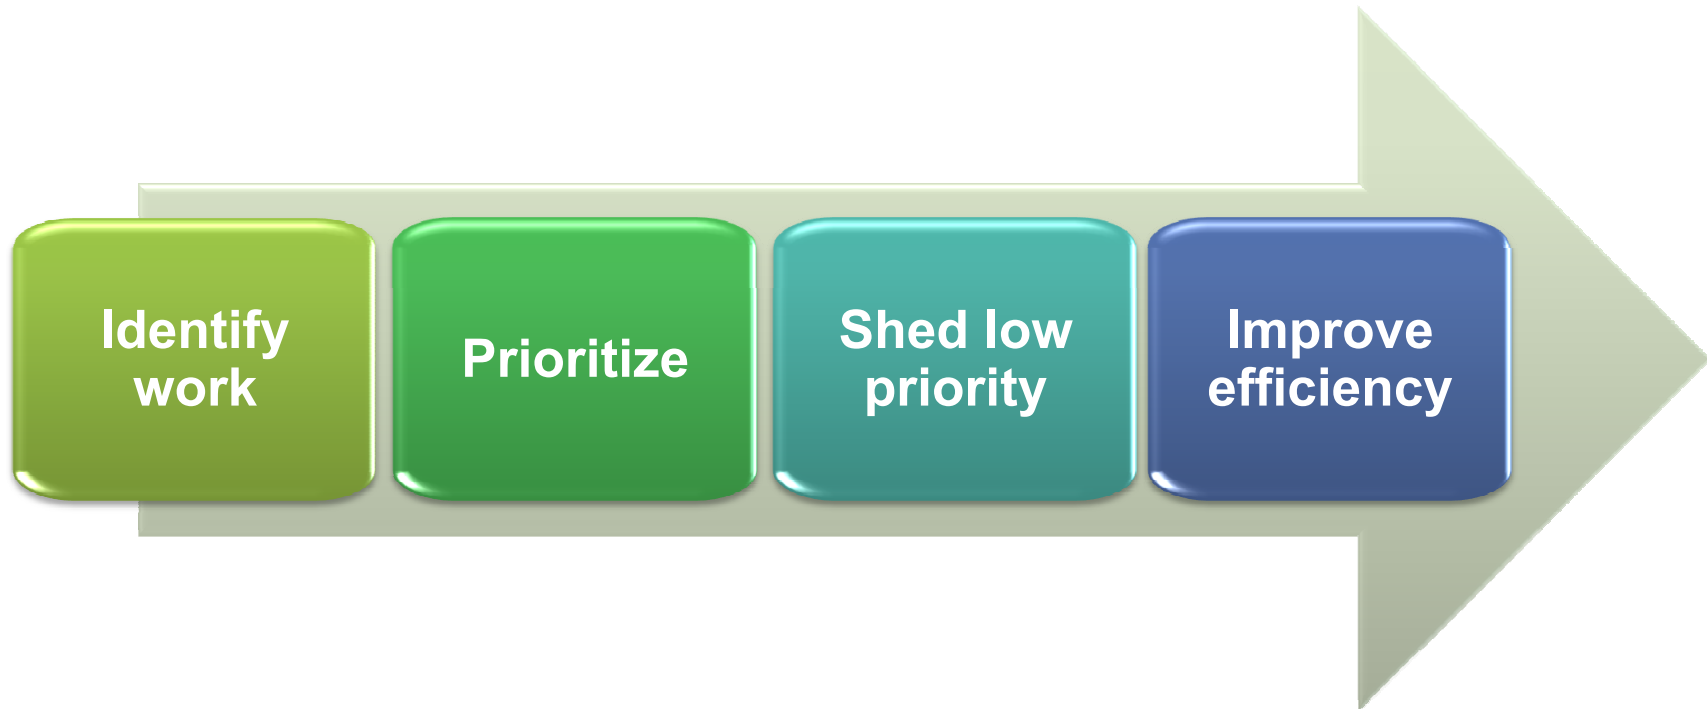 Identify
work
Prioritize
Shed low
priority
Improve
efficiency